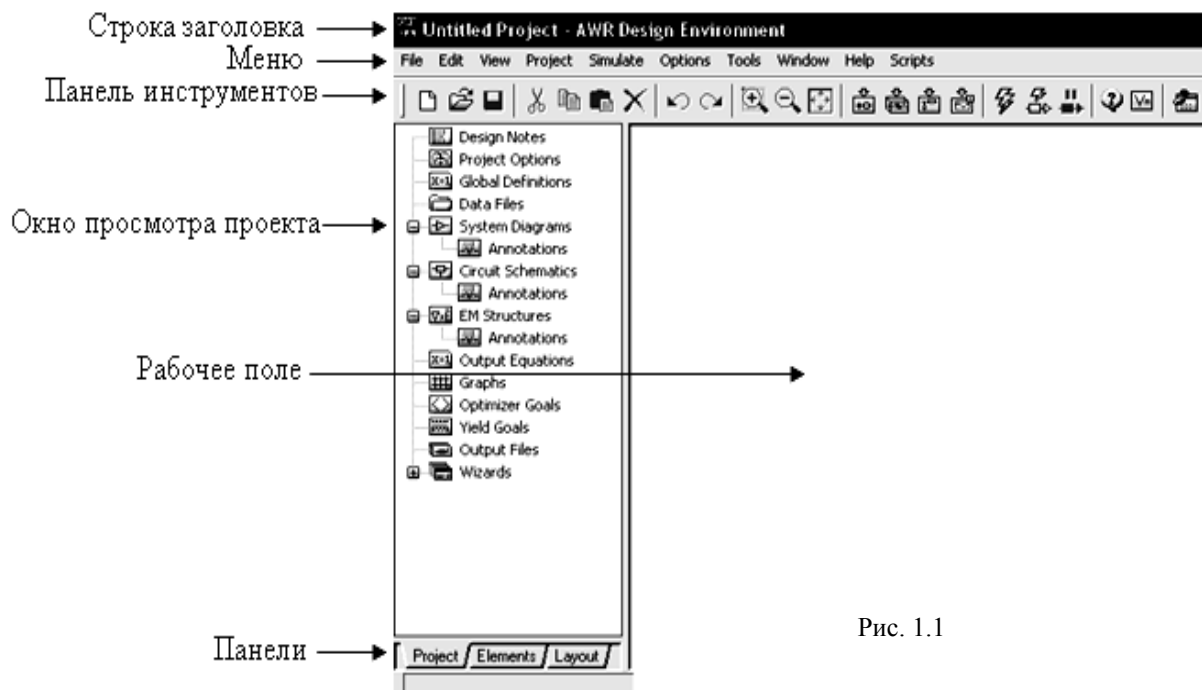 Строка заголовка
Untitled Project - AWR Design Environment
Меню
File Edit View Project Simulate Options Tools Window Help Scripts
Панель инструментов
Design Notes
Project Options
Global Definitions
Data Files
Окно просмотра проекта
System Diagrams
Annotations
Circuit Schematics
Annotations
EM Structures
Annotations
Output Equations
Рабочее поле
Graphs
Optimizer Goals
Yield Goals
Output Files
Wizards
Рис. 1.1
Панели
Project Elements Layout